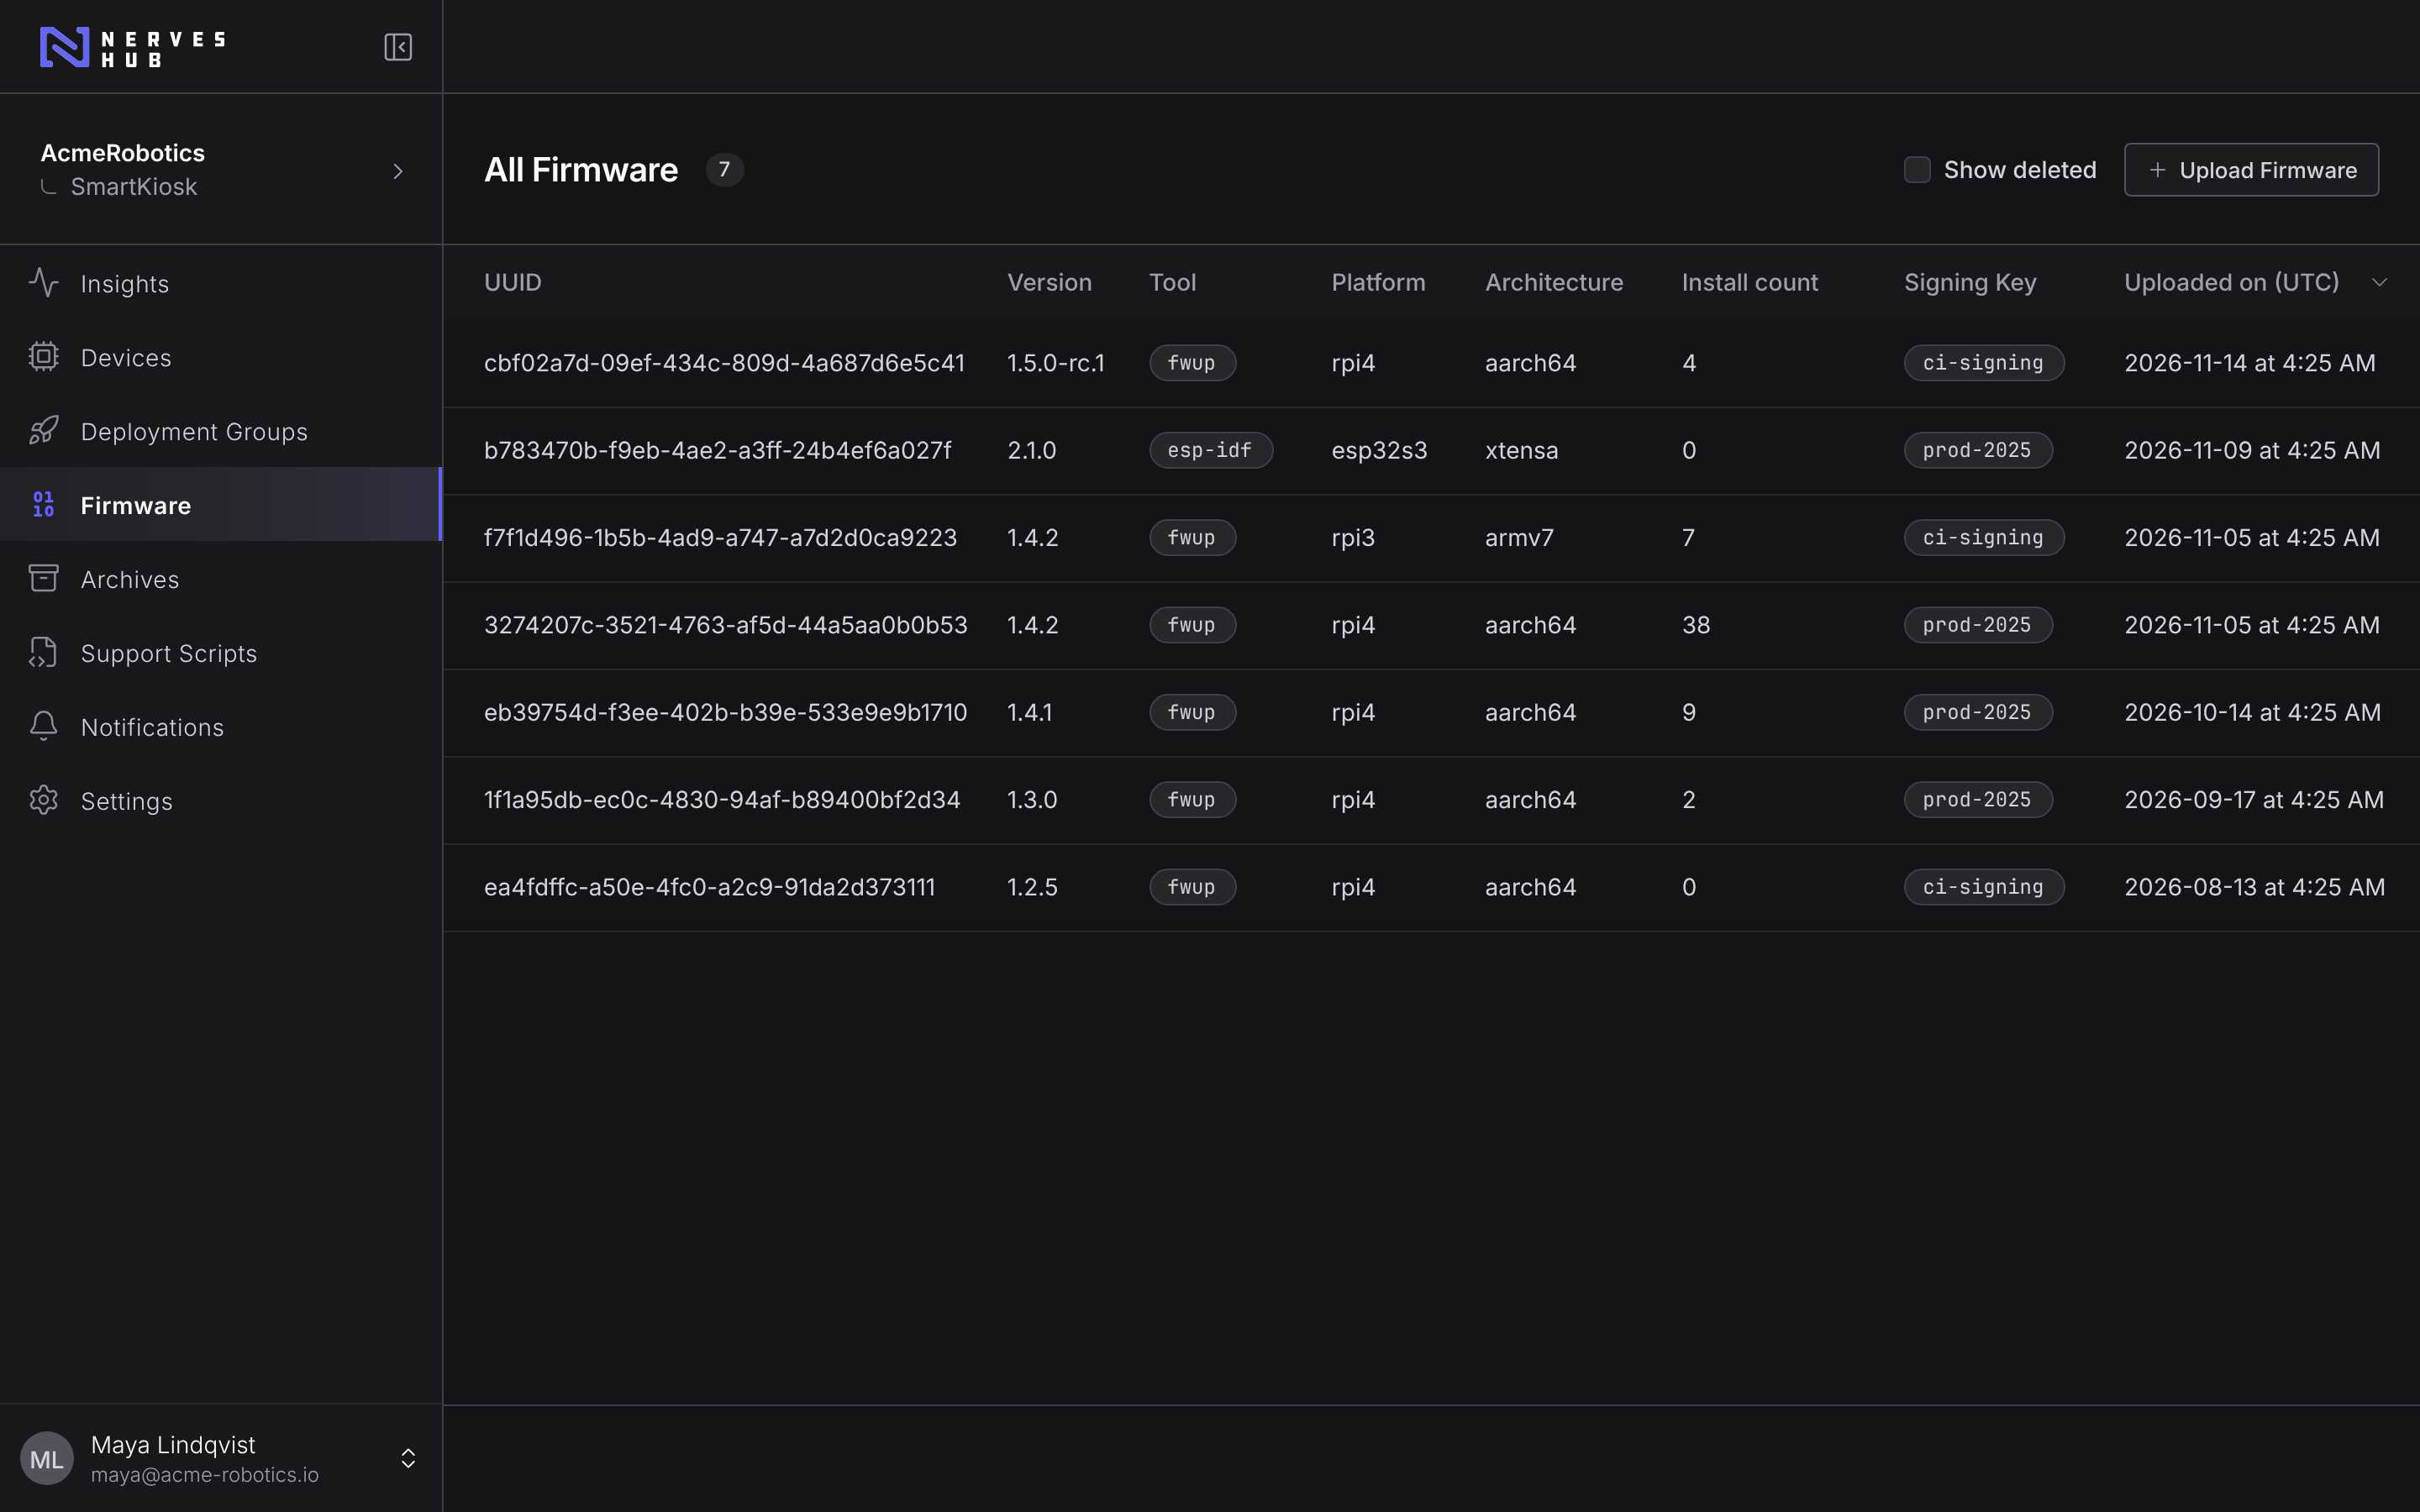 NERVES
HUB
AcmeRobotics
SmartKiosk
Insights
Devices
Deployment Groups
Firmware
Archives
Support Scripts
Notifications
Settings
Maya Lindqvist
maya@acme-robotics.io
ML
All Firmware 7
Show deleted
Upload Firmware
UUID Version Tool Platform Architecture Install count Signing Key Uploaded on (UTC)
cbf02a7d-09ef-434c-809d-4a687d6e5c41 1.5.0-rc.1 fwup rpi4 aarch64 4 ci-signing 2026-11-14 at 4:25 AM
b783470b-f9eb-4ae2-a3ff-24b4ef6a027f 2.1.0 esp-idf esp32s3 xtensa 0 prod-2025 2026-11-09 at 4:25 AM
f7f1d496-1b5b-4ad9-a747-a7d2d0ca9223 1.4.2 fwup rpi3 armv7 7 ci-signing 2026-11-05 at 4:25 AM
3274207c-3521-4763-af5d-44a5aa0b0b53 1.4.2 fwup rpi4 aarch64 38 prod-2025 2026-11-05 at 4:25 AM
eb39754d-f3ee-402b-b39e-533e9e9b1710 1.4.1 fwup rpi4 aarch64 9 prod-2025 2026-10-14 at 4:25 AM
1f1a95db-ec0c-4830-94af-b89400bf2d34 1.3.0 fwup rpi4 aarch64 2 prod-2025 2026-09-17 at 4:25 AM
ea4fdffc-a50e-4fc0-a2c9-91da2d373111 1.2.5 fwup rpi4 aarch64 0 ci-signing 2026-08-13 at 4:25 AM